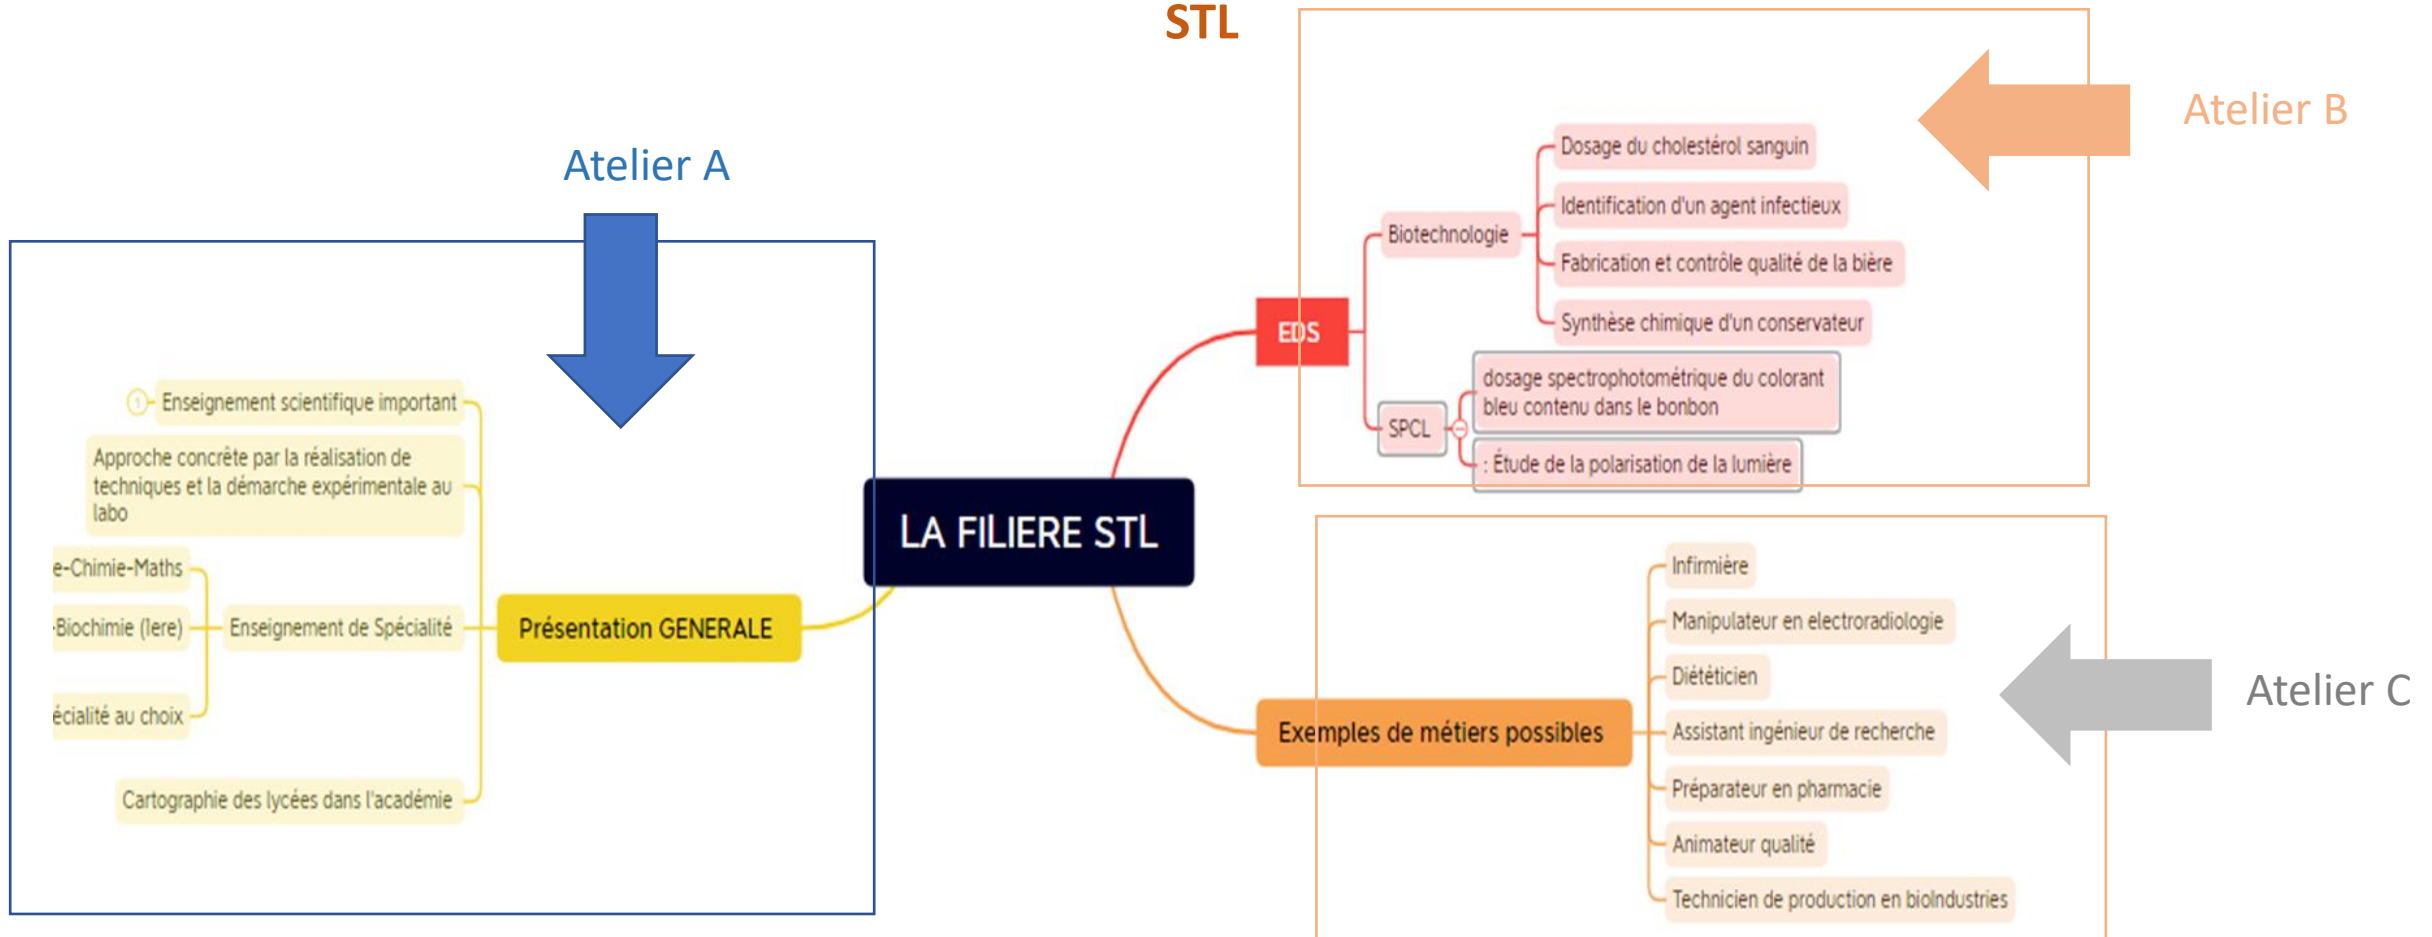 STL
Atelier A
Enseignement scientifique important
Approche concrète par la réalisation de
techniques et la démarche expérimentale au
labo
e-Chimie-Maths
-Biochimie (1ere)
écialité au choix
Enseignement de Spécialité
Cartographie des lycées dans l'académie
Présentation GENERALE
LA FILIERE STL
EDS
Biotechnologie
Dosage du cholestérol sanguin
Identification d'un agent infectieux
Fabrication et contrôle qualité de la bière
Synthèse chimique d'un conservateur
SPCL
dosage spectrophotométrique du colorant
bleu contenu dans le bonbon
: Étude de la polarisation de la lumière
Atelier B
Exemples de métiers possibles
Infirmière
Manipulateur en electroradiologie
Diététicien
Assistant ingénieur de recherche
Préparateur en pharmacie
Animateur qualité
Technicien de production en bioIndustries
Atelier C